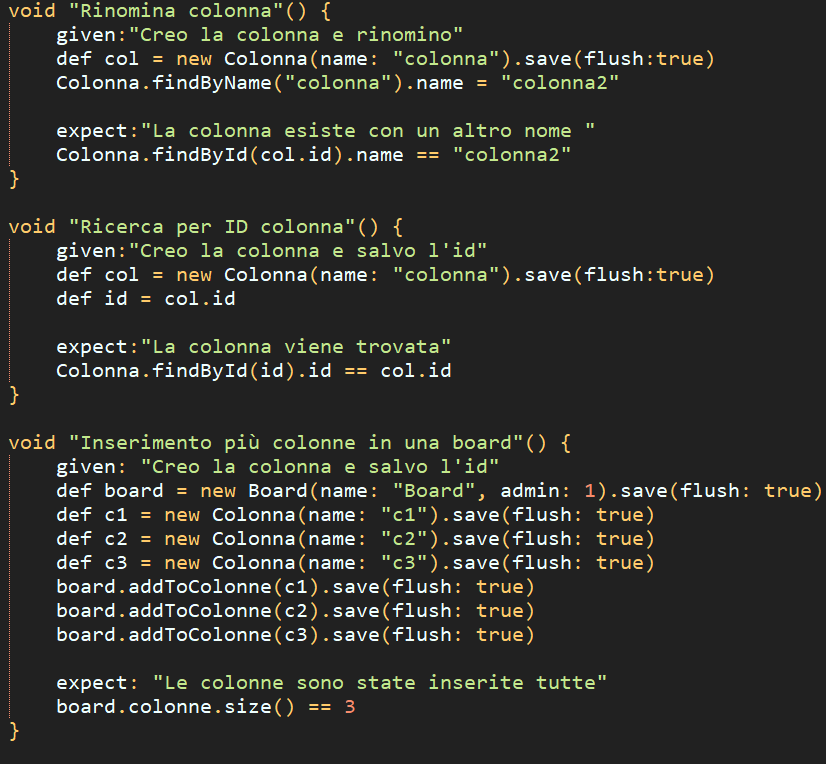 void "Rinomina colonna"() {
    given:"Creo la colonna e rinomino"
    def col = new Colonna(name: "colonna").save(flush:true)
    Colonna.findByName("colonna").name = "colonna2"

    expect:"La colonna esiste con un altro nome "
    Colonna.findById(col.id).name == "colonna2"
}

void "Ricerca per ID colonna"() {
    given:"Creo la colonna e salvo l'id"
    def col = new Colonna(name: "colonna").save(flush:true)
    def id = col.id

    expect:"La colonna viene trovata"
    Colonna.findById(id).id == col.id
}

void "Inserimento più colonne in una board"() {
    given: "Creo la colonna e salvo l'id"
    def board = new Board(name: "Board", admin: 1).save(flush: true)
    def c1 = new Colonna(name: "c1").save(flush: true)
    def c2 = new Colonna(name: "c2").save(flush: true)
    def c3 = new Colonna(name: "c3").save(flush: true)
    board.addToColonne(c1).save(flush: true)
    board.addToColonne(c2).save(flush: true)
    board.addToColonne(c3).save(flush: true)

    expect: "Le colonne sono state inserite tutte"
    board.colonne.size() == 3
}